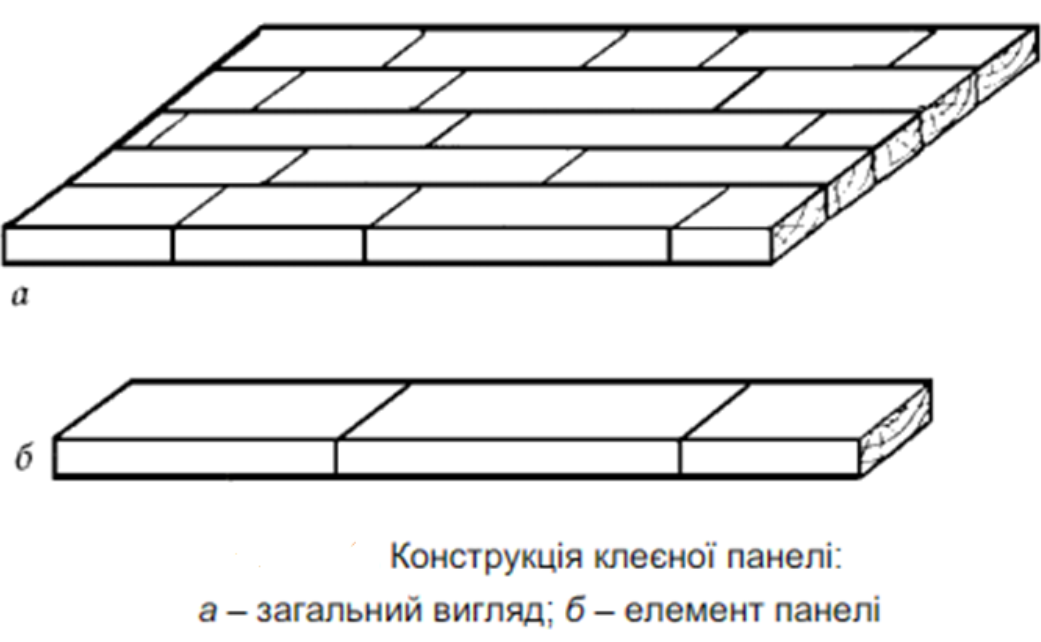 а
б
Конструкція клеєної панелі:
а – загальний вигляд; б – елемент панелі